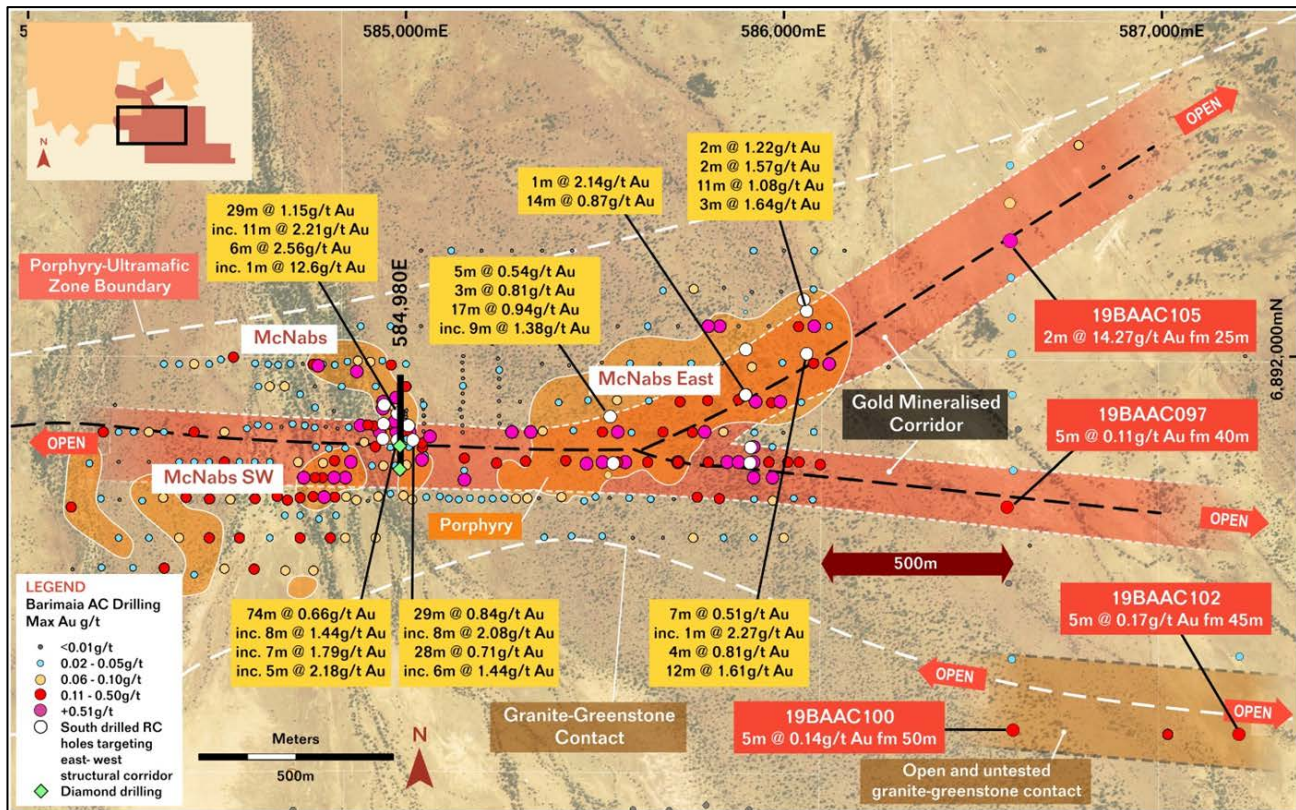 5
585,000mE
586,000mE
587,000mE
N
OPEN
2m @ 1.22g/t Au
2m @ 1.57g/t Au
11m @ 1.08g/t Au
3m @ 1.64g/t Au
1m @ 2.14g/t Au
14m @ 0.87g/t Au
29m @ 1.15g/t Au
inc. 11m @ 2.21g/t Au
6m @ 2.56g/t Au
inc. 1m @ 12.6g/t Au
Porphyry-Ultramafic
Zone Boundary
584,980E
5m @ 0.54g/t Au
3m @ 0.81g/t Au
17m @ 0.94g/t Au
inc. 9m @ 1.38g/t Au
19BAAC105
2m @ 14.27g/t Au fm 25m
6,892,000mN
McNabs
McNabs East
Gold Mineralised
Corridor
19BAAC097
5m @ 0.11g/t Au fm 40m
OPEN
McNabs SW
Porphyry
OPEN
500m
LEGEND
Barimaia AC Drilling
Max Au g/t
<0.01g/t
0.02 - 0.05g/t
0.06 - 0.10g/t
0.11 - 0.50g/t
+0.51g/t
South drilled RC
holes targeting
east- west
structural corridor
Diamond drilling
74m @ 0.66g/t Au
inc. 8m @ 1.44g/t Au
inc. 7m @ 1.79g/t Au
inc. 5m @ 2.18g/t Au
29m @ 0.84g/t Au
inc. 8m @ 2.08g/t Au
28m @ 0.71g/t Au
inc. 6m @ 1.44g/t Au
7m @ 0.51g/t Au
inc. 1m @ 2.27g/t Au
4m @ 0.81g/t Au
12m @ 1.61g/t Au
19BAAC102
5m @ 0.17g/t Au fm 45m
OPEN
OPEN
Granite-Greenstone
Contact
19BAAC100
5m @ 0.14g/t Au fm 50m
Open and untested
granite-greenstone contact
Meters
500m
N